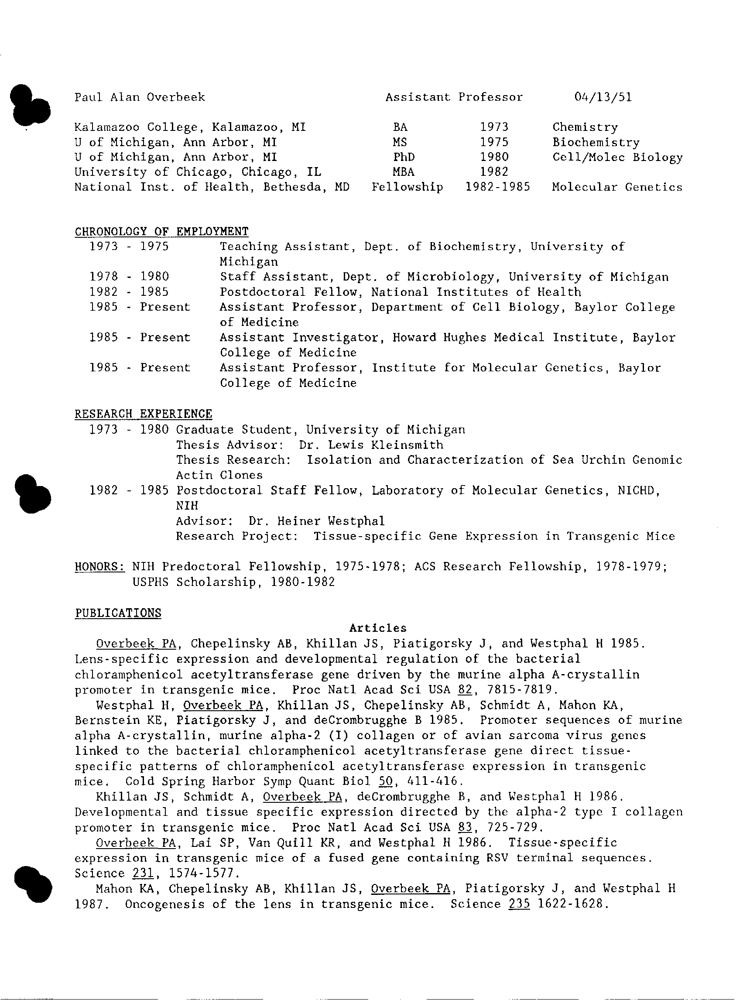 Paul Alan Overbeek Assistant Professor 04/13/51
Kalamazoo College, Kalamazoo, MI BA 1973 Chemistry
U of Michigan, Ann Arbor, MI MS 1975 Biochemistry
U of Michigan, Ann Arbor, MI PhD 1980 Cell/Molec Biology
University of Chicago, Chicago, IL MBA 1982
National Inst. of Health, Bethesda, MD Fellowship 1982-1985 Molecular Genetics
CHRONOLOGY OF EMPLOYMENT
1973 - 1975 Teaching Assistant, Dept. of Biochemistry, University of
Michigan
1978 - 1980 Staff Assistant, Dept. of Microbiology, University of Michigan
1982 - 1985 Postdoctoral Fellow, National Institutes of Health
1985 - Present Assistant Professor, Department of Cell Biology, Baylor College
of Medicine
1985 - Present Assistant Investigator, Howard Hughes Medical Institute, Baylor
College of Medicine
1985 - Present Assistant Professor, Institute for Molecular Genetics, Baylor
College of Medicine
RESEARCH EXPERIENCE
1973 - 1980 Graduate Student, University of Michigan
Thesis Advisor: Dr. Lewis Kleinsmith
Thesis Research: Isolation and Characterization of Sea Urchin Genomic
Actin Clones
1982 - 1985 Postdoctoral Staff Fellow, Laboratory of Molecular Genetics, NICHD,
NIH
Advisor: Dr. Heiner Westphal
Research Project: Tissue-specific Gene Expression in Transgenic Mice
HONORS: NIH Predoctoral Fellowship, 1975-1978; ACS Research Fellowship, 1978-1979;
USPHS Scholarship, 1980-1982
PUBLICATIONS
Articles
Overbeek PA, Chepelinsky AB, Khillan JS, Piatigorsky J, and Westphal H 1985.
Lens-specific expression and developmental regulation of the bacterial
chloramphenicol acetyltransferase gene driven by the murine alpha A-crystallin
promoter in transgenic mice. Proc Natl Acad Sci USA 82, 7815-7819.
Westphal H, Overbeek PA, Khillan JS, Chepelinsky AB, Schmidt A, Mahon KA,
Bernstein KE, Piatigorsky J, and deCrombrugghe B 1985. Promoter sequences of murine
alpha A-crystallin, murine alpha-2 (I) collagen or of avian sarcoma virus genes
linked to the bacterial chloramphenicol acetyltransferase gene direct tissue-
specific patterns of chloramphenicol acetyltransferase expression in transgenic
mice. Cold Spring Harbor Symp Quant Biol 50, 411-416.
Khillan JS, Schmidt A, Overbeek PA, deCrombrugghe B, and Westphal H 1986.
Developmental and tissue specific expression directed by the alpha-2 type I collagen
promoter in transgenic mice. Proc Natl Acad Sci USA 83, 725-729.
Overbeek PA, Lai SP, Van Quill KR, and Westphal H 1986. Tissue-specific
expression in transgenic mice of a fused gene containing RSV terminal sequences.
Science 231, 1574-1577.
Mahon KA, Chepelinsky AB, Khillan JS, Overbeek PA, Piatigorsky J, and Westphal H
1987. Oncogenesis of the lens in transgenic mice. Science 235 1622-1628.